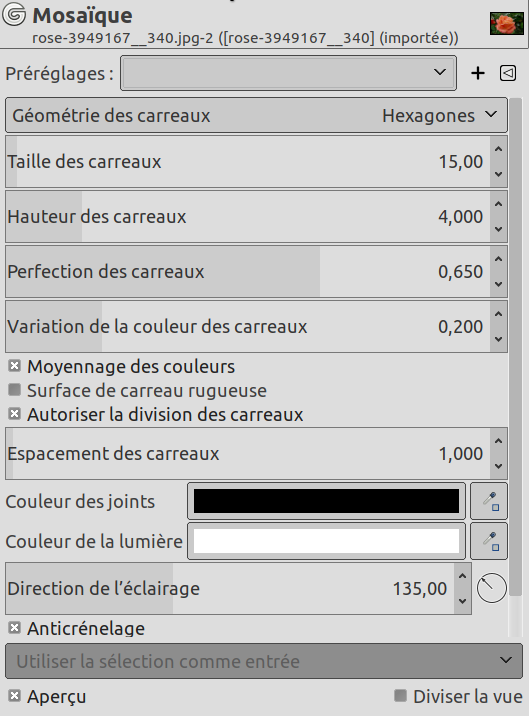 Mosaïque
rose-3949167__340.jpg-2 ([rose-3949167__340] (importée))
Préréglages :
Géométrie des carreaux Hexagones
Taille des carreaux 15,00
Hauteur des carreaux 4,000
Perfection des carreaux 0,650
Variation de la couleur des carreaux 0,200
Moyennage des couleurs
Surface de carreau rugueuse
Autoriser la division des carreaux
Espacement des carreaux 1,000
Couleur des joints
Couleur de la lumière
Direction de l’éclairage 135,00
Anticrénelage
Utiliser la sélection comme entrée
Aperçu Diviser la vue